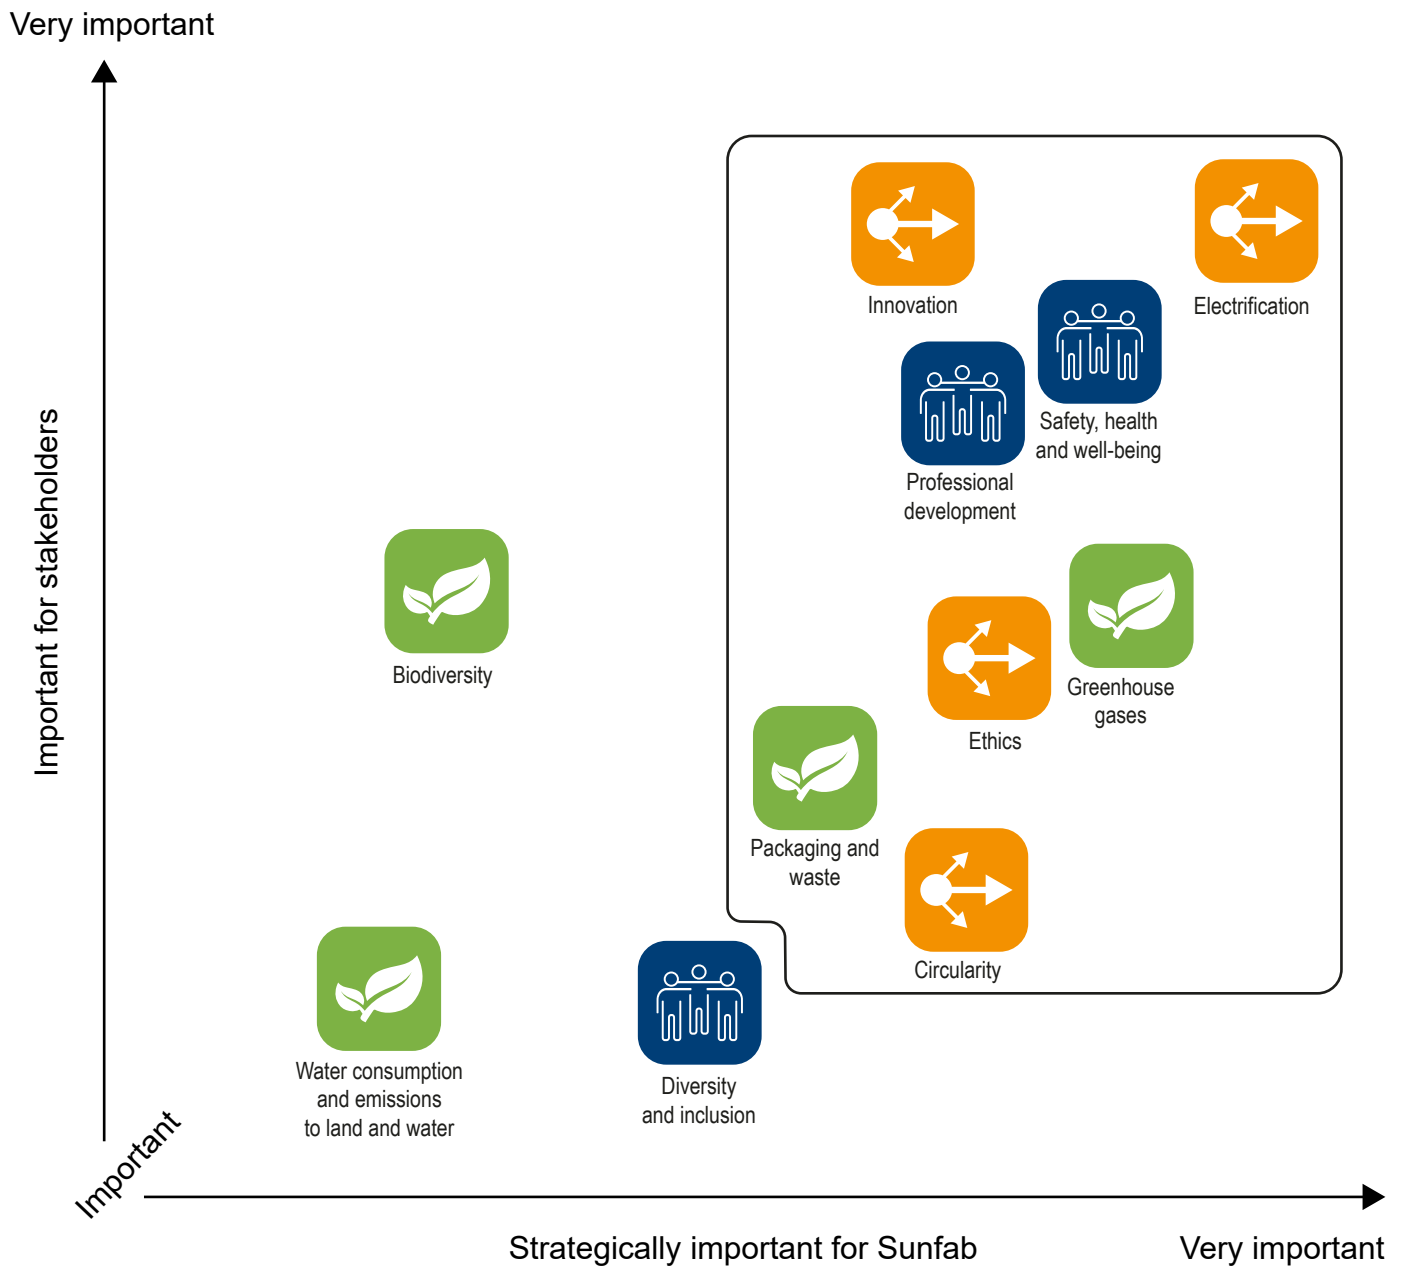 Very important
Important for stakeholders
Innovation
Electrification
Safety, health
and well-being
Professional
development
Biodiversity
Greenhouse
gases
Ethics
Packaging and
waste
Circularity
Water consumption
and emissions
to land and water
Diversity
and inclusion
Important
Strategically important for Sunfab
Very important